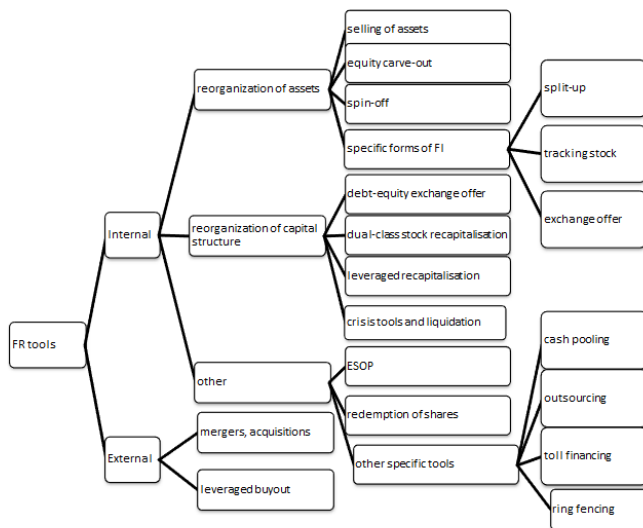 FR tools
Internal
External
reorganization of assets
reorganization of capital
structure
other
mergers, acquisitions
leveraged buyout
selling of assets
equity carve-out
spin-off
specific forms of FI
debt-equity exchange offer
dual-class stock recapitalisation
leveraged recapitalisation
crisis tools and liquidation
ESOP
redemption of shares
other specific tools
split-up
tracking stock
exchange offer
cash pooling
outsourcing
toll financing
ring fencing